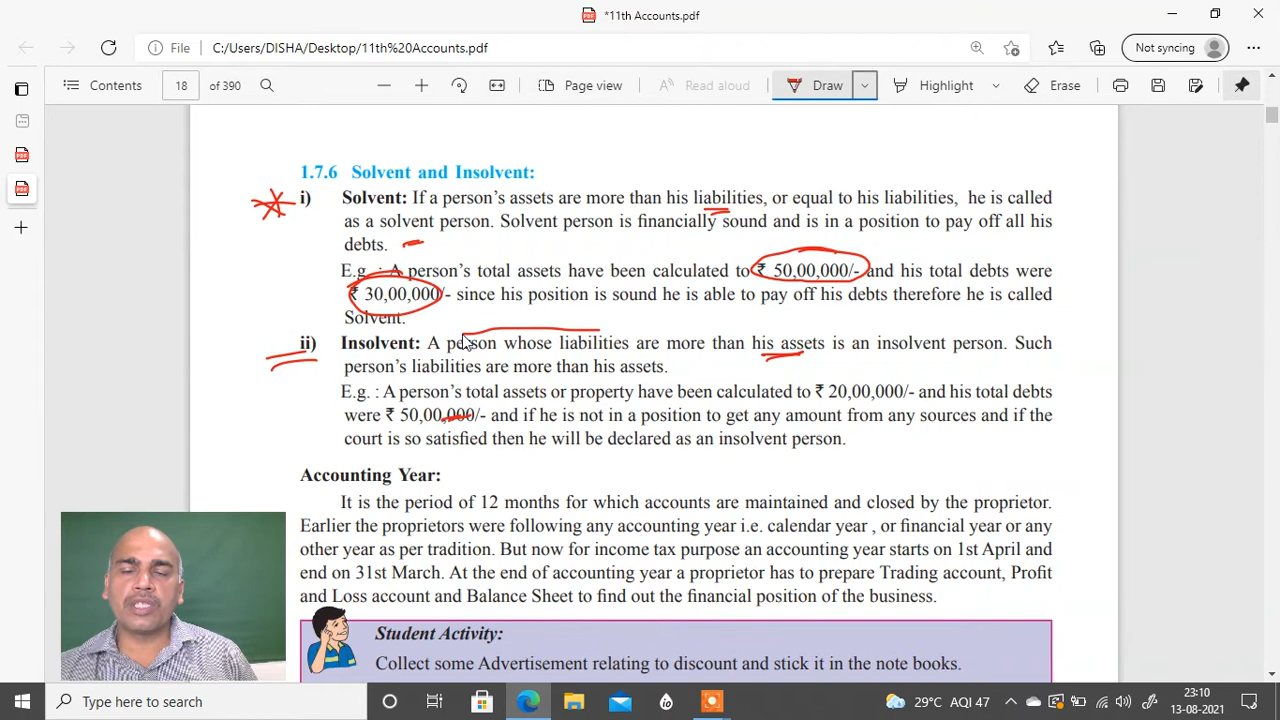 *11th Accounts.pdf
File C:/Users/DISHA/Desktop/11th%20Accounts.pdf Not syncing
Contents 18 of 390 Page view Read aloud Draw Highlight Erase
1.7.6 Solvent and Insolvent:
i) Solvent: If a person's assets are more than his liabilities, or equal to his liabilities, he is called
as a solvent person. Solvent person is financially sound and is in a position to pay off all his
debts.
E.g. : A person's total assets have been calculated to ₹ 50,00,000/- and his total debts were
₹ 30,00,000/- since his position is sound he is able to pay off his debts therefore he is called
Solvent.
ii) Insolvent: A person whose liabilities are more than his assets is an insolvent person. Such
person's liabilities are more than his assets.
E.g. : A person's total assets or property have been calculated to ₹ 20,00,000/- and his total debts
were ₹ 50,00,000/- and if he is not in a position to get any amount from any sources and if the
court is so satisfied then he will be declared as an insolvent person.
Accounting Year:
It is the period of 12 months for which accounts are maintained and closed by the proprietor.
Earlier the proprietors were following any accounting year i.e. calendar year , or financial year or any
other year as per tradition. But now for income tax purpose an accounting year starts on 1st April and
end on 31st March. At the end of accounting year a proprietor has to prepare Trading account, Profit
and Loss account and Balance Sheet to find out the financial position of the business.
Student Activity:
Collect some Advertisement relating to discount and stick it in the note books.
Type here to search 29°C AQI 47 23:10
13-08-2021